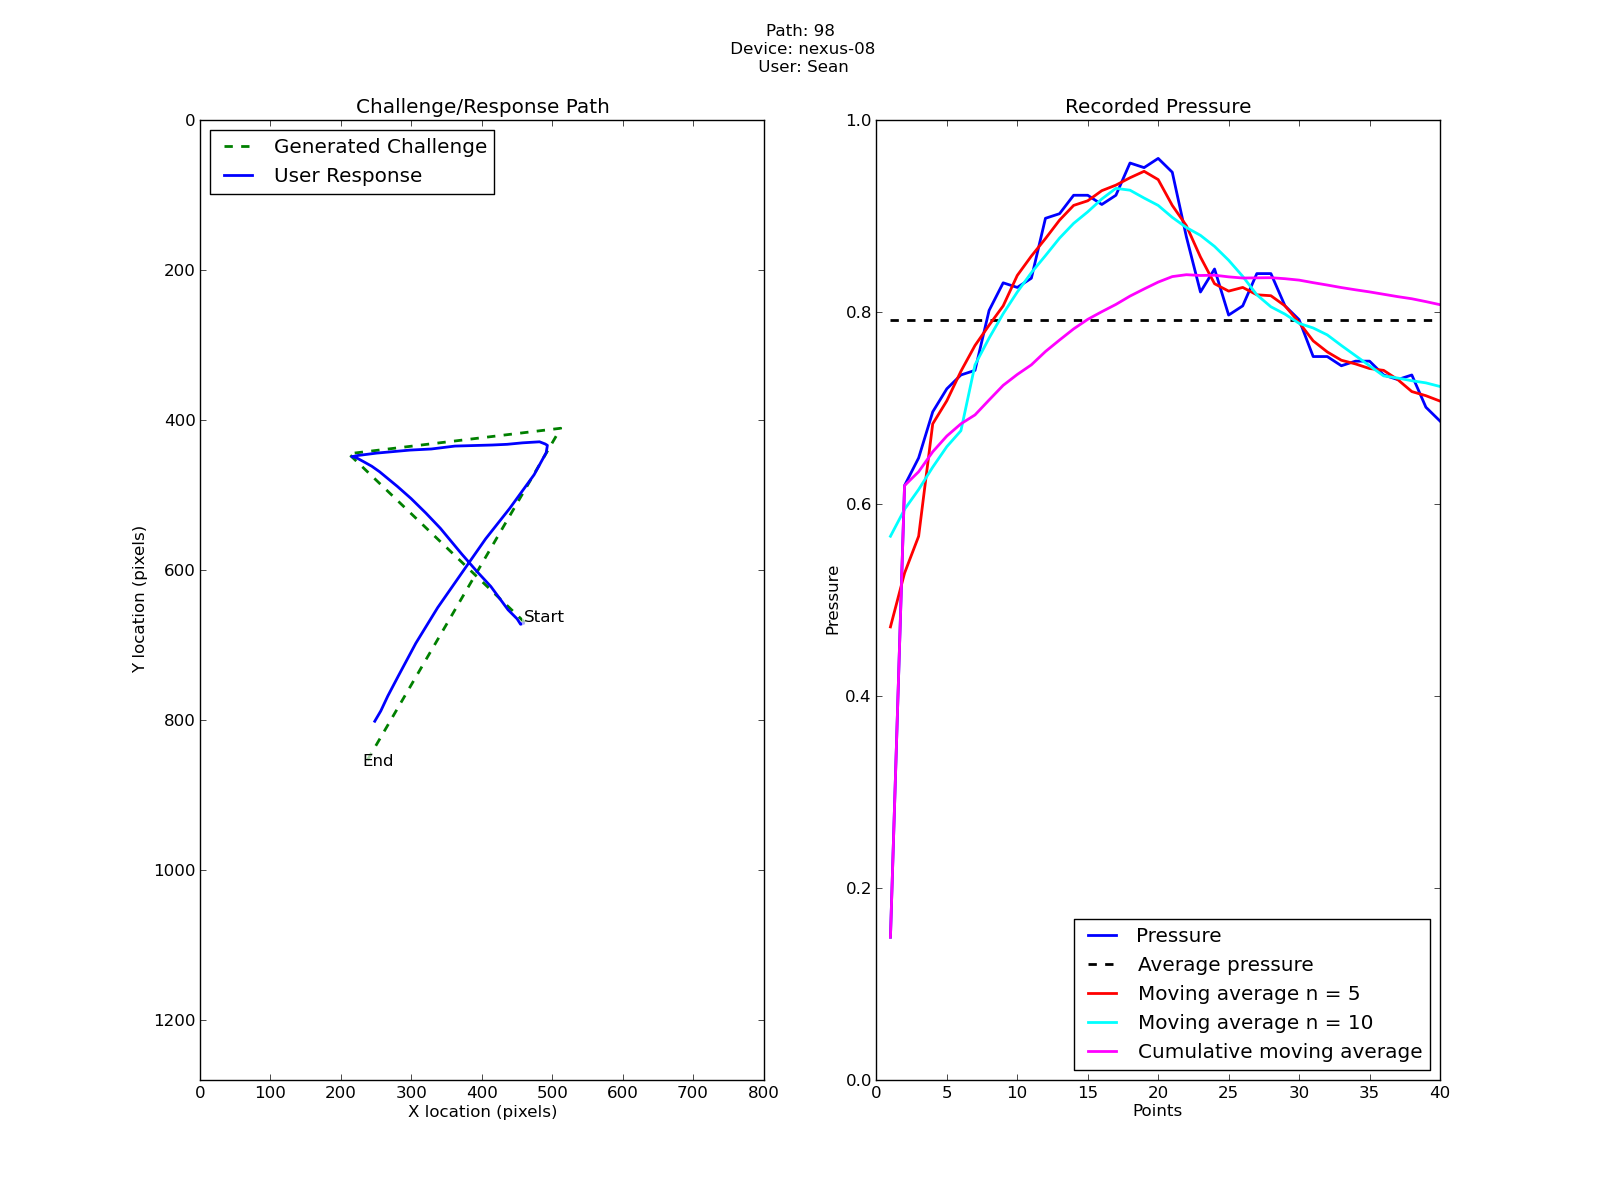 Path: 98
Device: nexus-08
User: Sean
Challenge/Response Path
Generated Challenge
User Response
0
200
400
600
800
1000
1200
Y location (pixels)
Start
End
0 100 200 300 400 500 600 700 800
X location (pixels)
Recorded Pressure
1.0
0.8
0.6
0.4
0.2
0.0
Pressure
Pressure
Average pressure
Moving average n = 5
Moving average n = 10
Cumulative moving average
0 5 10 15 20 25 30 35 40
Points